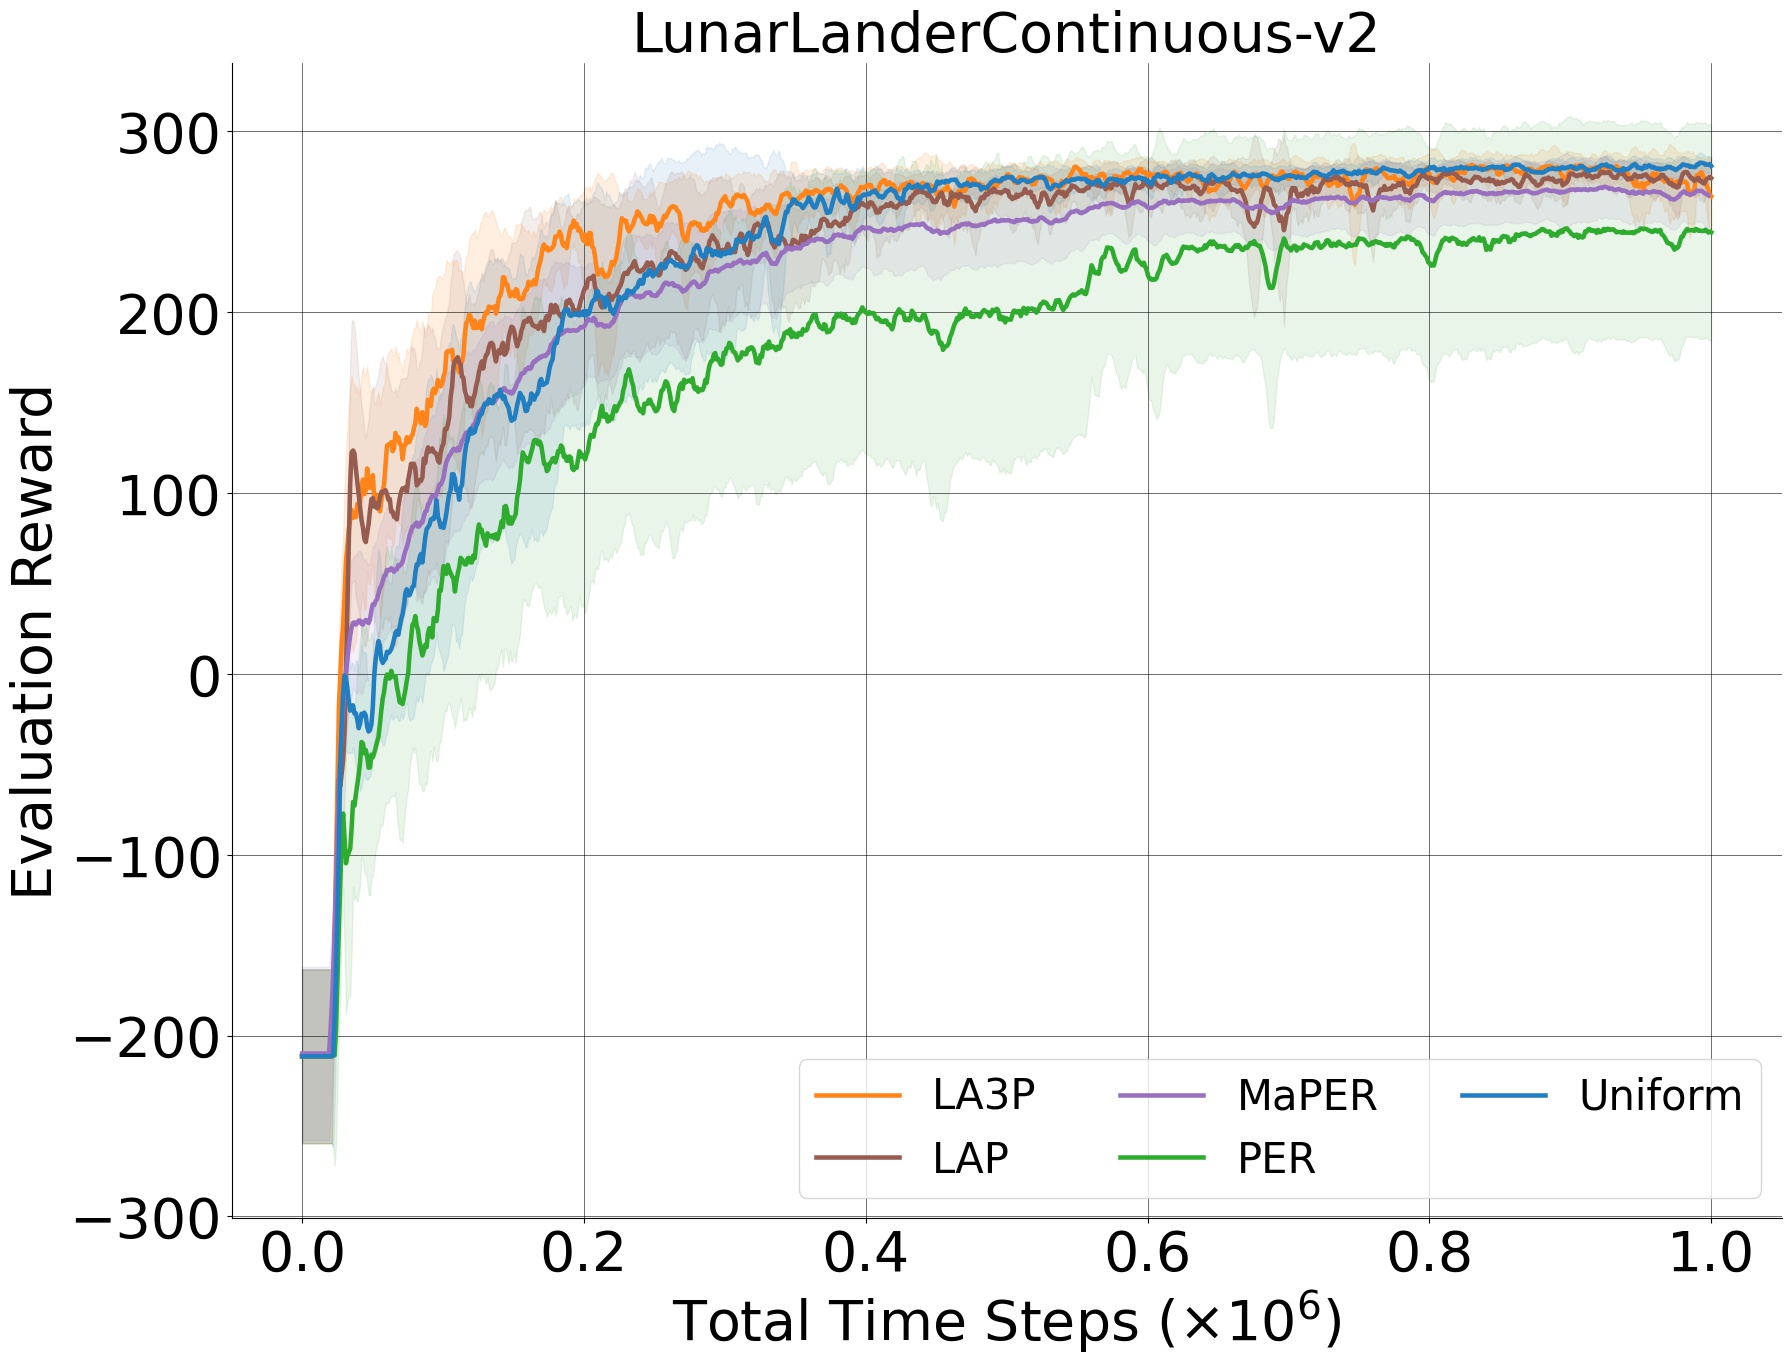 LunarLanderContinuous-v2
Evaluation Reward
300
200
100
0
−100
−200
−300
LA3P
MaPER
Uniform
LAP
PER
0.0 0.2 0.4 0.6 0.8 1.0
Total Time Steps (×10⁶)